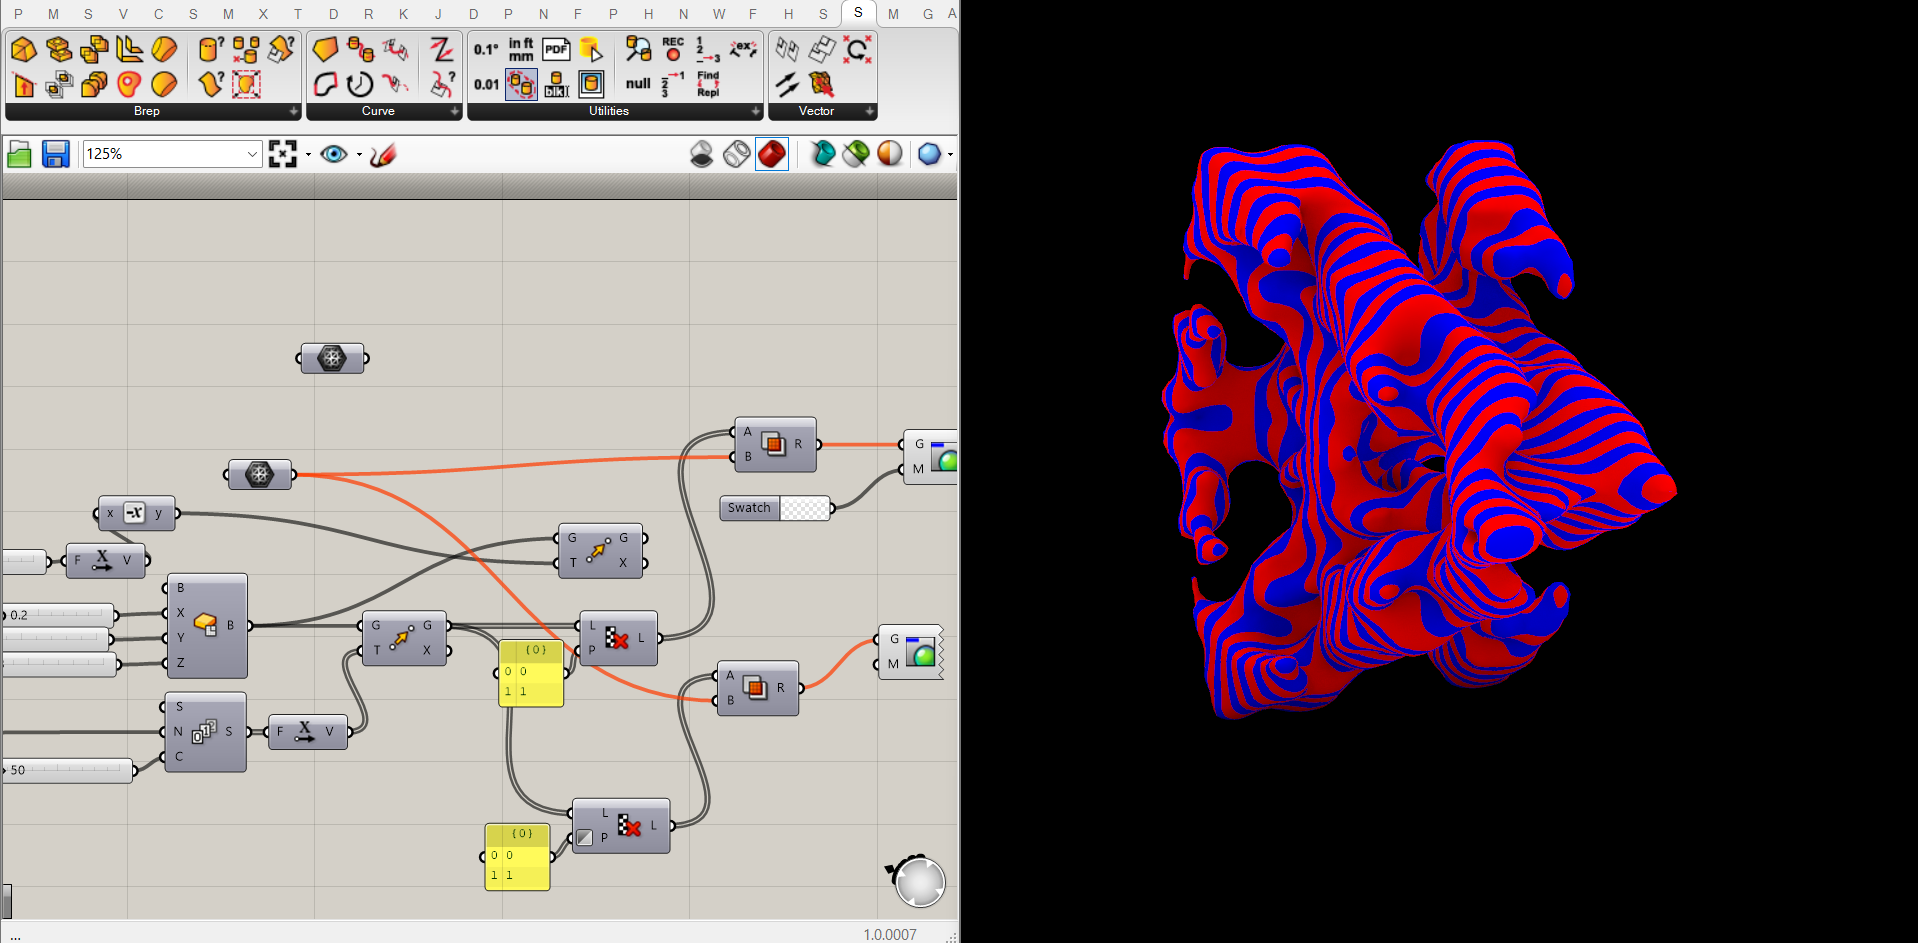 P M S V C S M X T D R K J D P N F P H N W F H S S M G A
0.1° in ft mm PDF REC 1 2 →3 ex
0.01 blk null →1 2 3 Find Repl
Brep Curve Utilities Vector
125%
A
B R
G
M
Swatch
x -x y
F X V
G G
T X
B
X
Y
Z B
0.2
G G
T X
L
P L
{0}
0 0
1 1
G
M
A
B R
S
N S
C
F X V
50
L
P L
{0}
0 0
1 1
...
1.0.0007